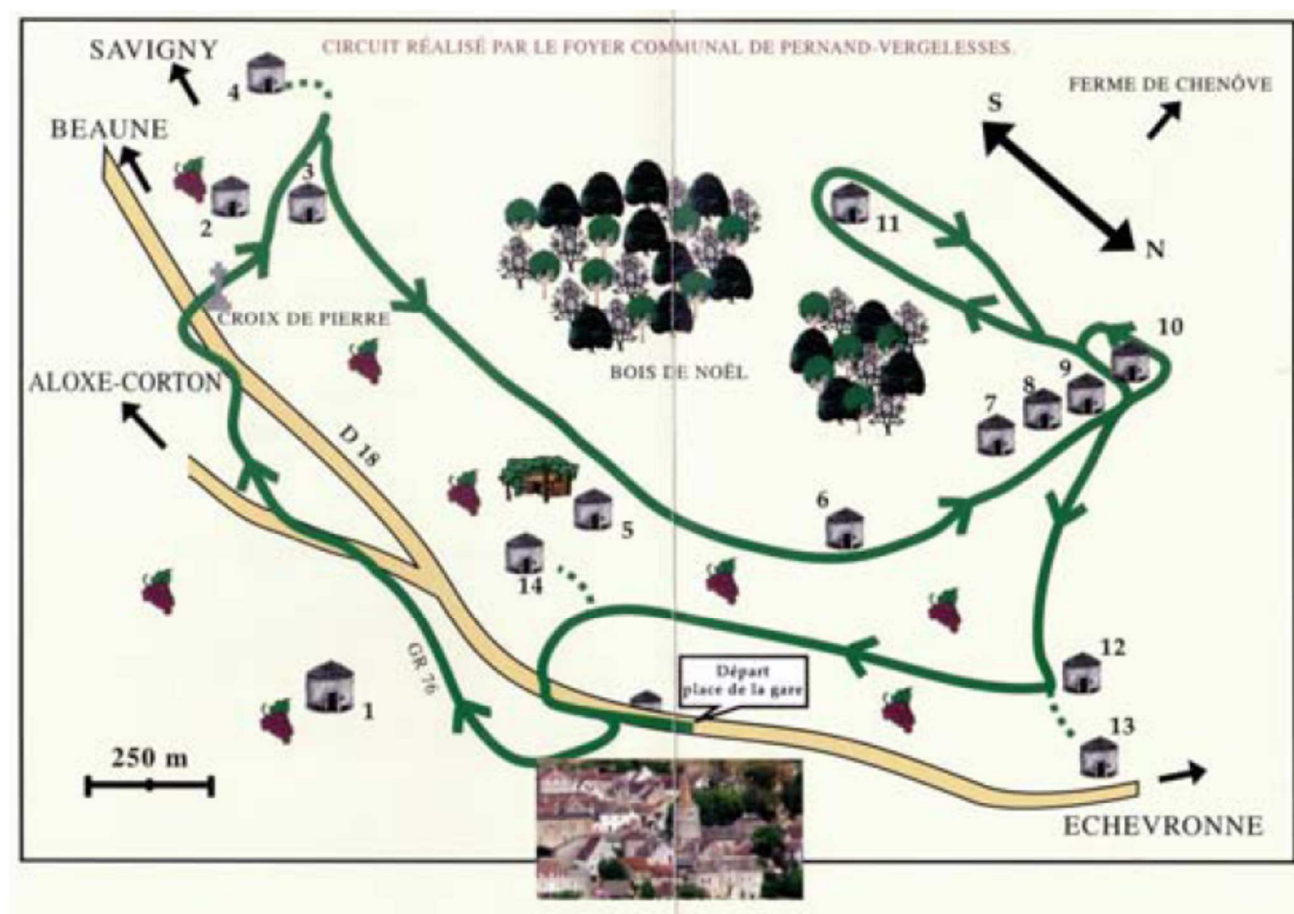 CIRCUIT RÉALISÉ PAR LE FOYER COMMUNAL DE PERNAND-VERGELESSES.
SAVIGNY
4
FERME DE CHENÔVE
S
BEAUNE
3
2
11
N
CROIX DE PIERRE
10
ALOXE-CORTON
BOIS DE NOËL
9
8
7
D 18
6
5
14
GR 76
12
Départ
place de la gare
1
13
250 m
ECHEVRONNE